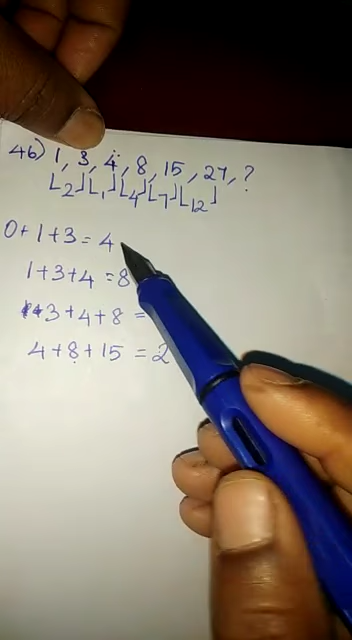 46) 1, 3, 4, 8, 15, 27, ?
2 1 4 7 12
0+1+3=4
1+3+4=8
3+4+8=
4+8+15=2